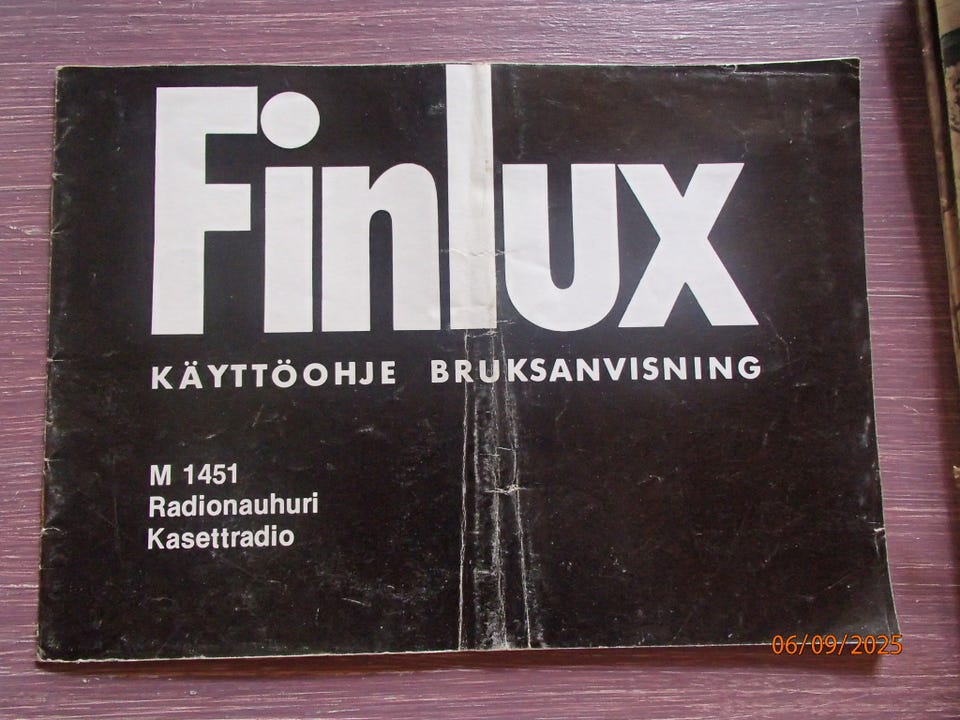 Finlux
KÄYTTÖOHJE BRUKSANVISNING
M 1451
Radionauhuri
Kasettradio
06/09/2025